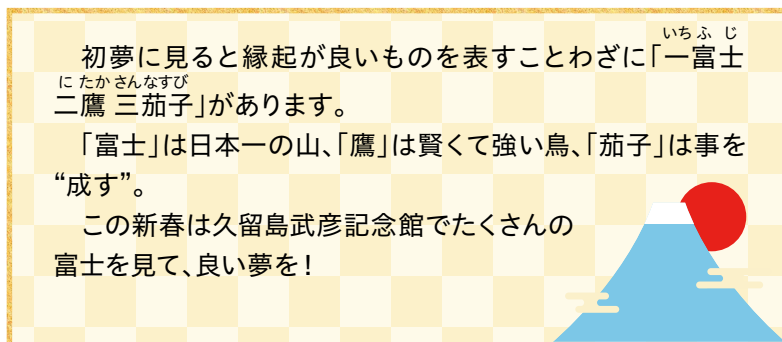 初夢に見ると縁起が良いものを表すことわざに「一富士
いち ふ じ
二鷹 三茄子」があります。
に たか さんなすび
「富士」は日本一の山、「鷹」は賢くて強い鳥、「茄子」は事を
“成す”。
この新春は久留島武彦記念館でたくさんの
富士を見て、良い夢を！